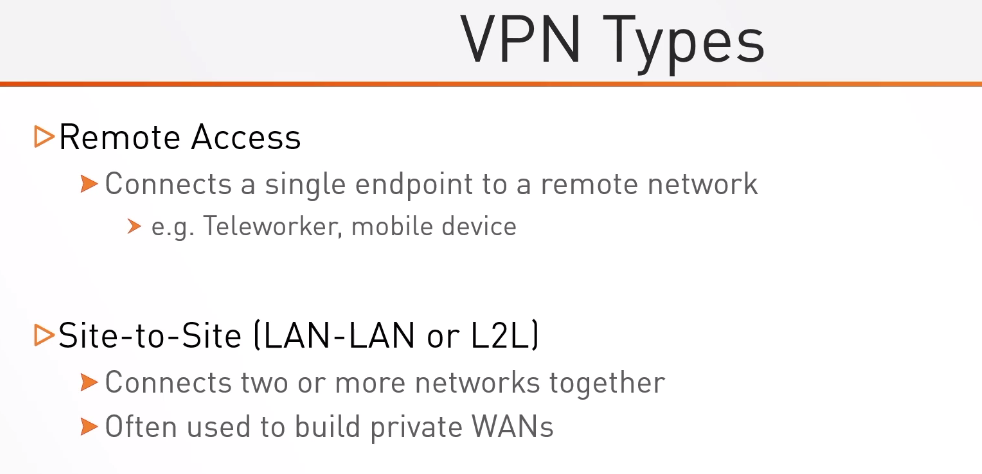 VPN Types
Remote Access
Connects a single endpoint to a remote network
e.g. Teleworker, mobile device
Site-to-Site (LAN-LAN or L2L)
Connects two or more networks together
Often used to build private WANs